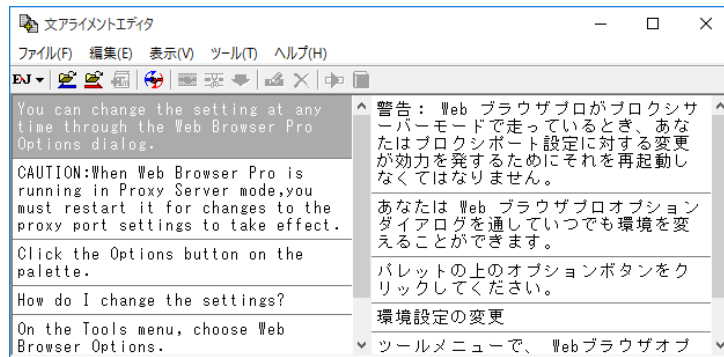 文アライメントエディタ
ファイル(F) 編集(E) 表示(V) ツール(T) ヘルプ(H)
EJ
You can change the setting at any
time through the Web Browser Pro
Options dialog.
CAUTION:When Web Browser Pro is
running in Proxy Server mode,you
must restart it for changes to the
proxy port settings to take effect.
Click the Options button on the
palette.
How do I change the settings?
On the Tools menu, choose Web
Browser Options.
警告： Web ブラウザプロがプロクシサ
ーバーモードで走っているとき、あな
たはプロクシポート設定に対する変更
が効力を発するためにそれを再起動し
なくてはなりません。
あなたは Web ブラウザプロオプション
ダイアログを通していつでも環境を変
えることができます。
パレットの上のオプションボタンをク
リックしてください。
環境設定の変更
ツールメニューで、 Webブラウザオプ